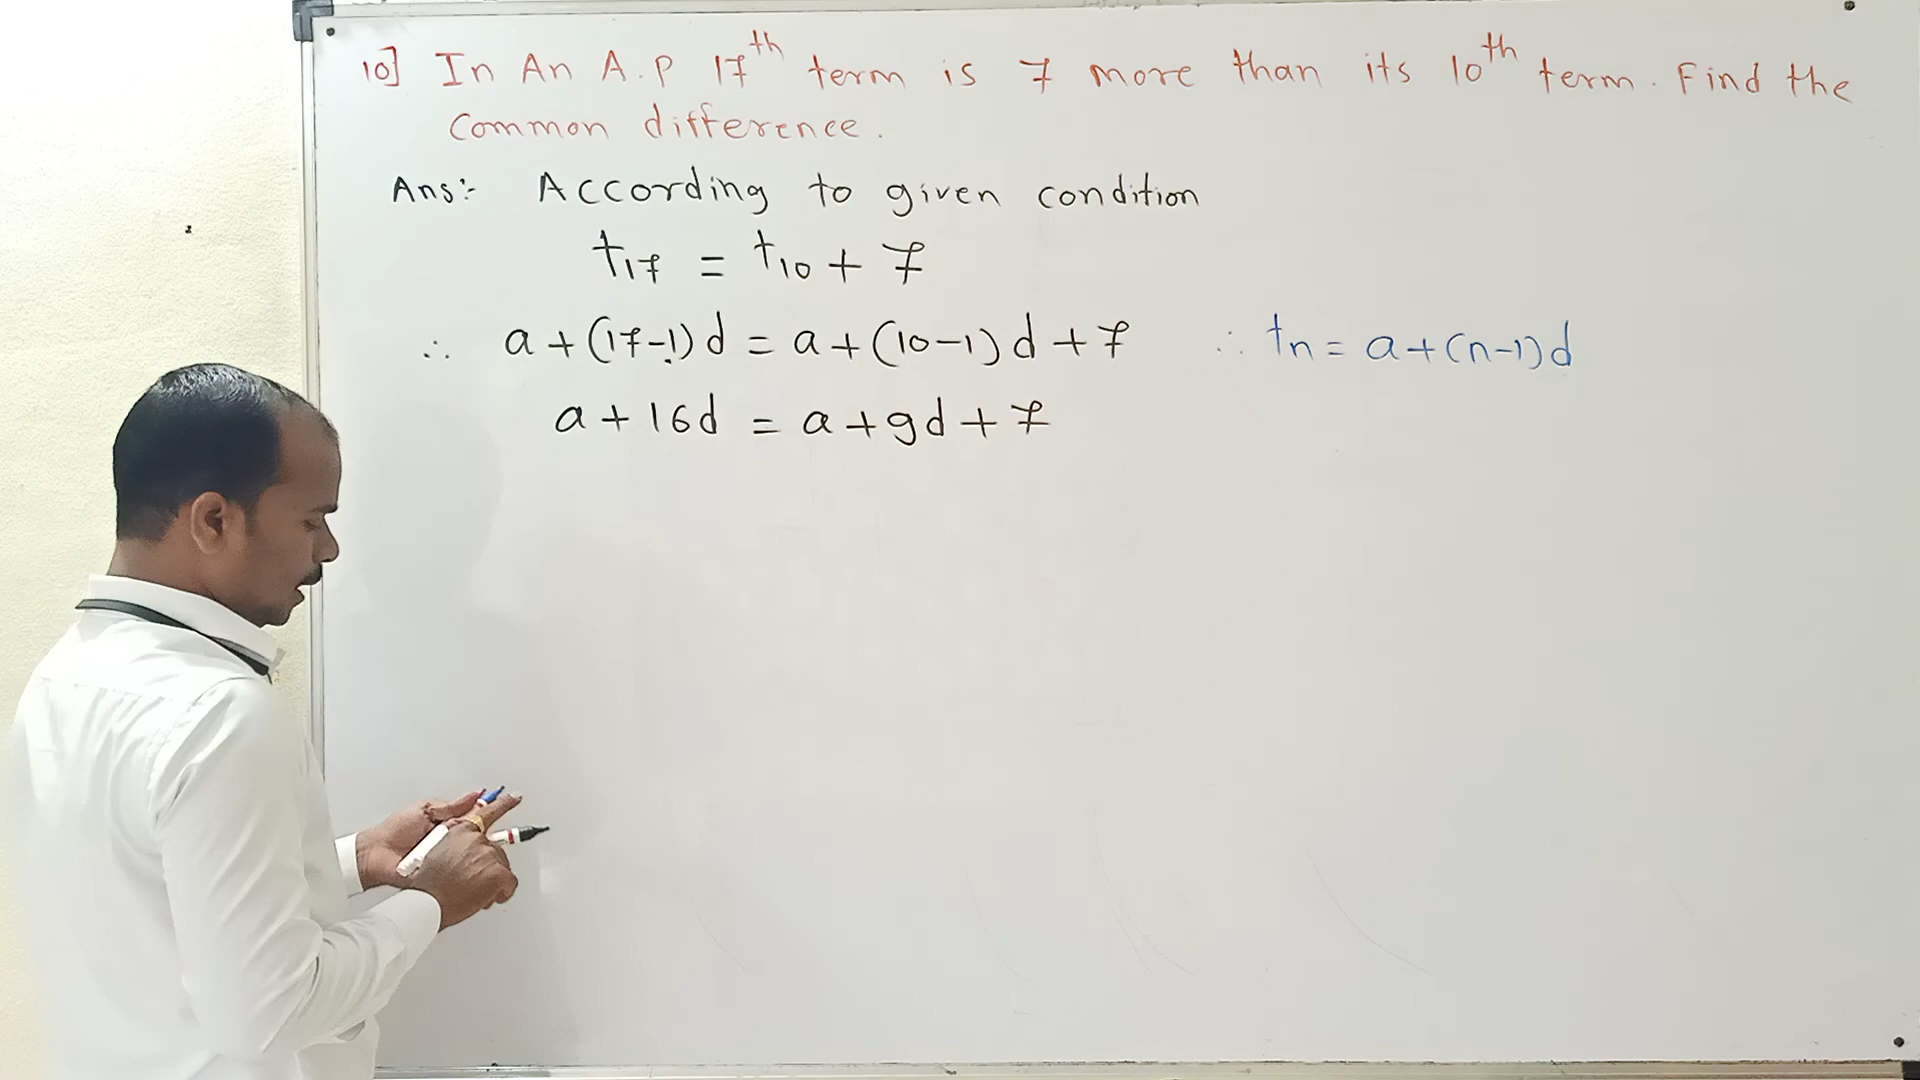 10] In An A.P 17th term is 7 more than its 10th term. Find the
Common difference.
Ans:- According to given condition
t17 = t10 + 7
∴ a + (17-1)d = a + (10-1)d + 7 ∴ tn = a + (n-1)d
a + 16d = a + 9d + 7